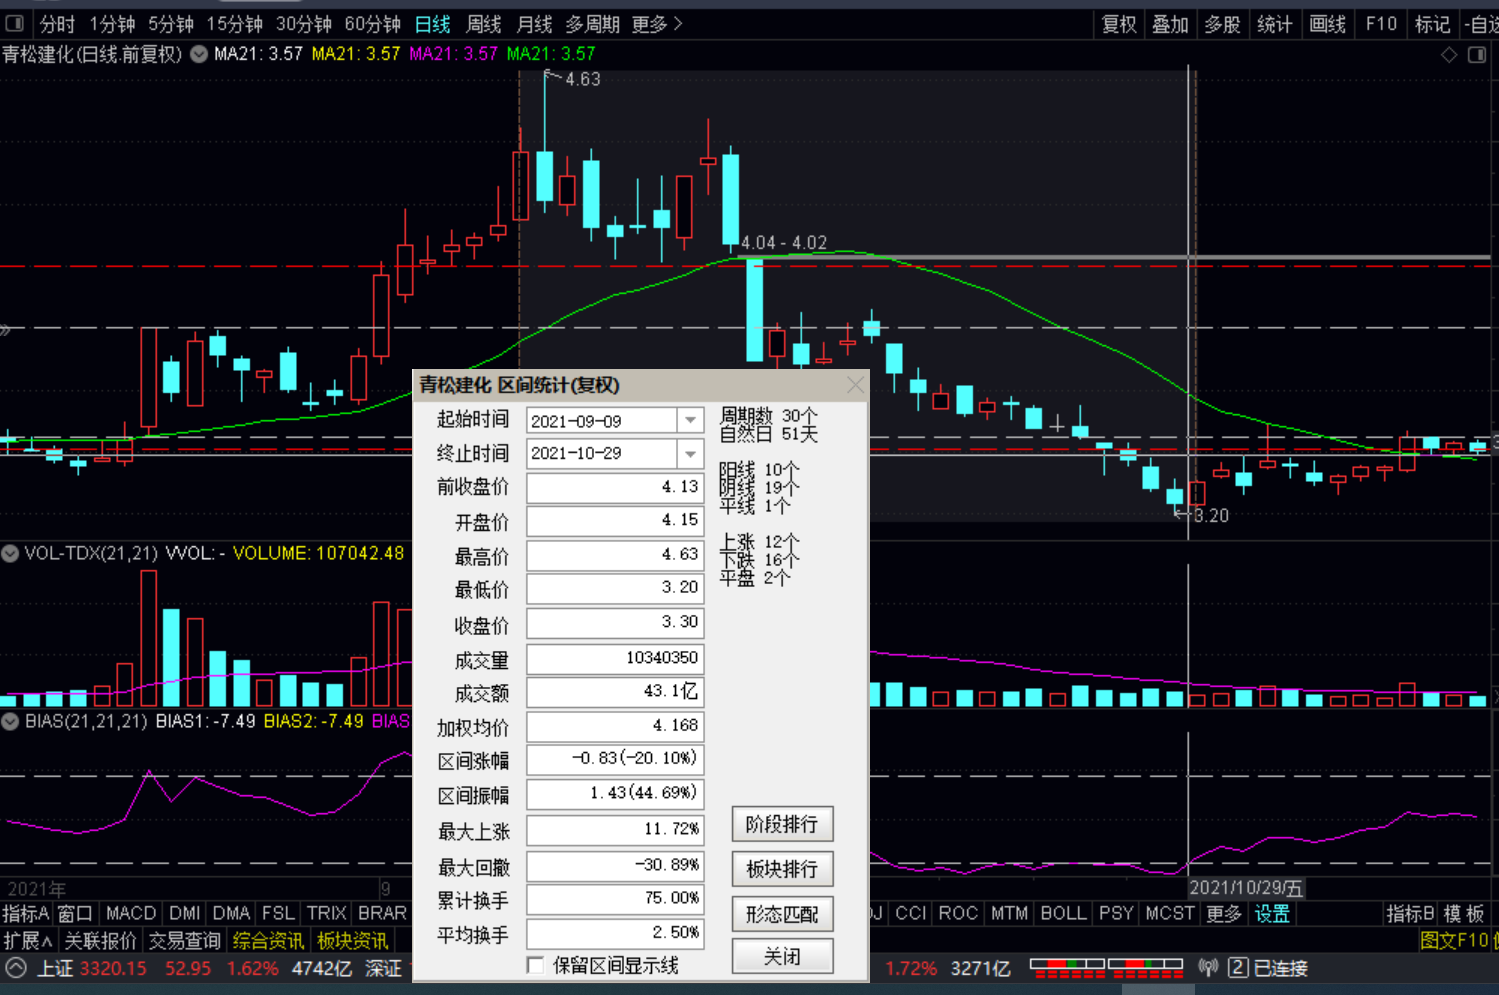 分时 1分钟 5分钟 15分钟 30分钟 60分钟 日线 周线 月线 多周期 更多 复权 叠加 多股 统计 画线 F10 标记 -自选
青松建化(日线.前复权) MA21: 3.57 MA21: 3.57 MA21: 3.57 MA21: 3.57
4.63
4.04 - 4.02
3.20
青松建化 区间统计(复权)
起始时间 2021-09-09 周期数 30个
自然日 51天
终止时间 2021-10-29
前收盘价 4.13 阳线 10个
阴线 19个
平线 1个
开盘价 4.15
最高价 4.63 上涨 12个
下跌 16个
平盘 2个
最低价 3.20
收盘价 3.30
成交量 10340350
成交额 43.1亿
加权均价 4.168
区间涨幅 -0.83(-20.10%)
区间振幅 1.43(44.69%)
最大上涨 11.72%
最大回撤 -30.89%
累计换手 75.00%
平均换手 2.50%
保留区间显示线
阶段排行
板块排行
形态匹配
关闭
VOL-TDX(21,21) VVOL: - VOLUME: 107042.48
BIAS(21,21,21) BIAS1: -7.49 BIAS2: -7.49 BIAS
2021年 9 2021/10/29/五
指标A 窗口 MACD DMI DMA FSL TRIX BRAR CCI ROC MTM BOLL PSY MCST 更多 设置 指标B 模板
扩展∧ 关联报价 交易查询 综合资讯 板块资讯 图文F10
上证 3320.15 52.95 1.62% 4742亿 深证 1.72% 3271亿 2 已连接